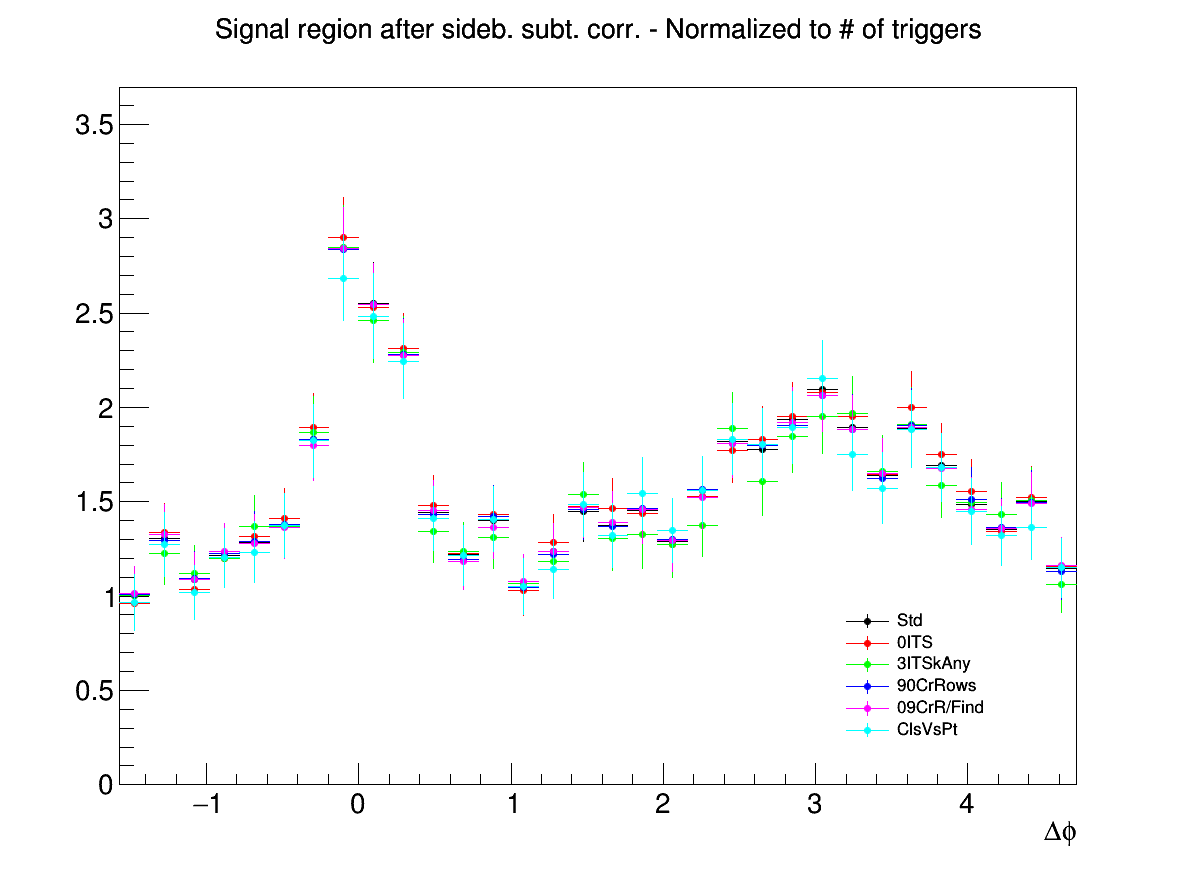 Signal region after sideb. subt. corr. - Normalized to # of triggers
3.5
3
2.5
2
1.5
1
0.5
0
−1 0 1 2 3 4
Δϕ
Std
0ITS
3ITSkAny
90CrRows
09CrR/Find
ClsVsPt